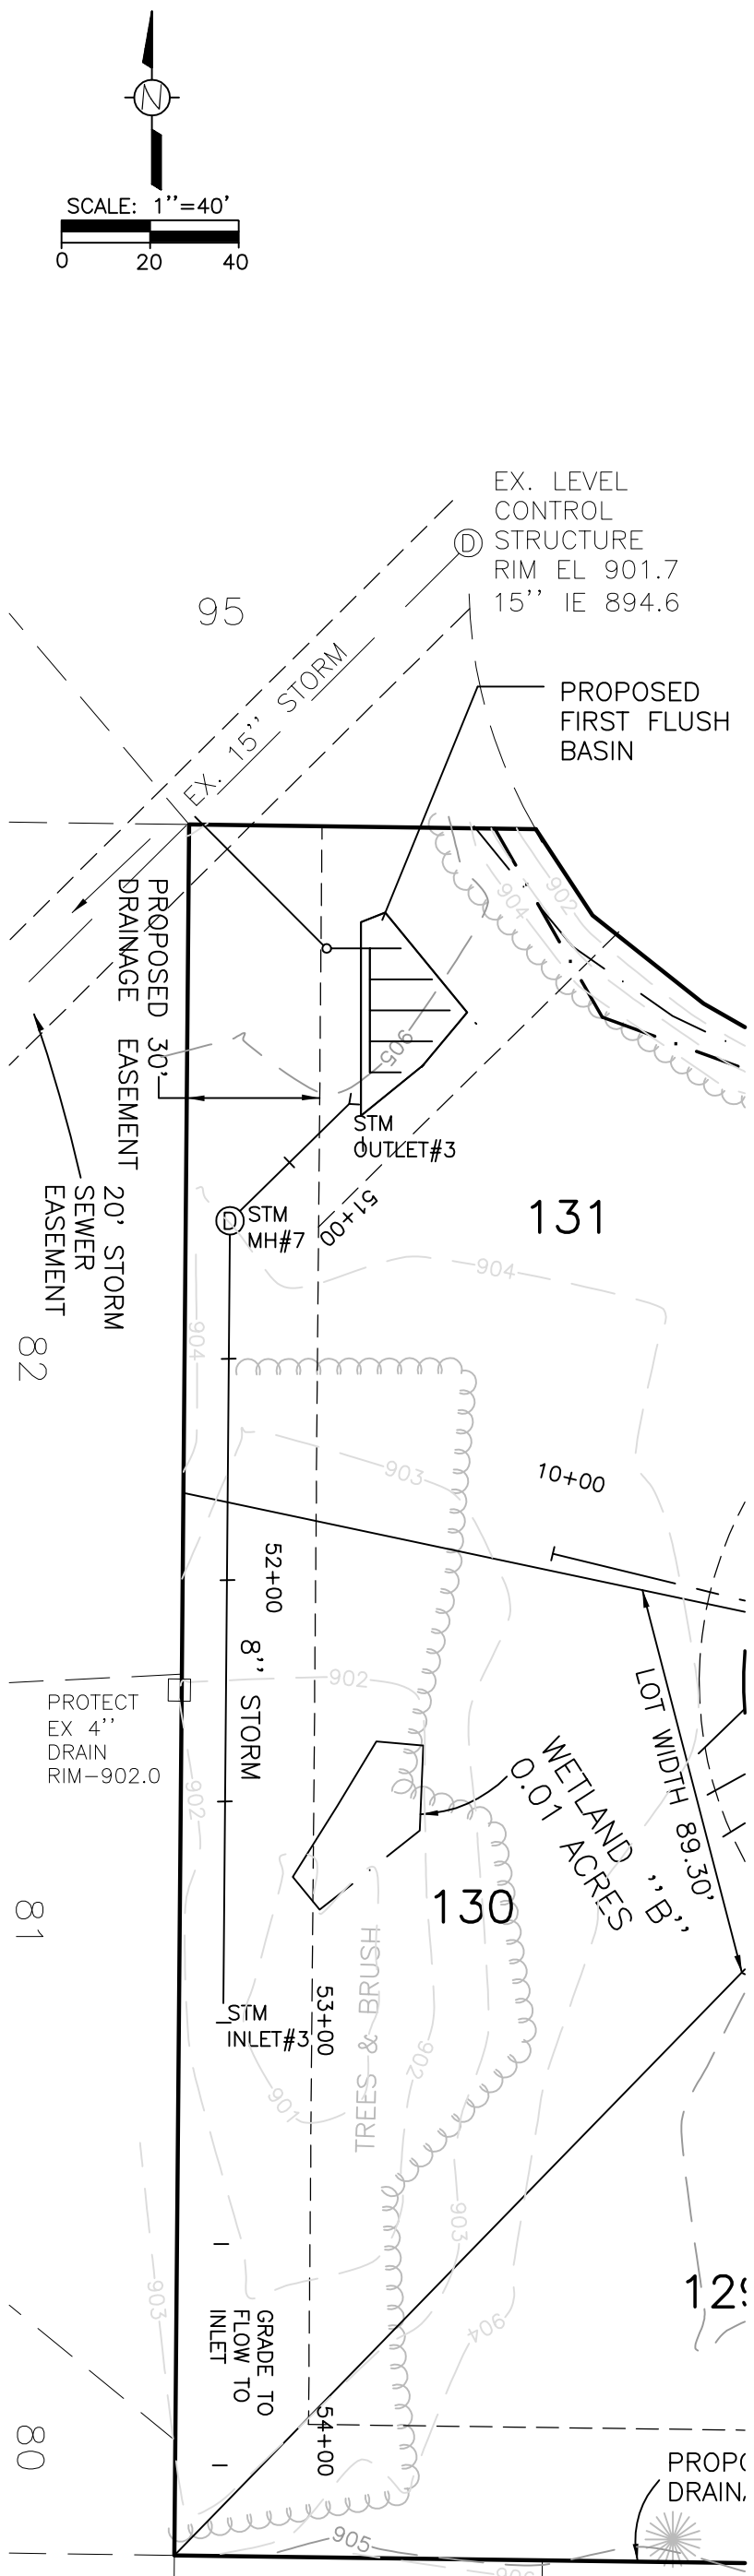 N
SCALE: 1''=40'
0 20 40
EX. LEVEL
CONTROL
STRUCTURE
RIM EL 901.7
15'' IE 894.6
D
95
EX. 15'' STORM
PROPOSED
FIRST FLUSH
BASIN
902
904
PROPOSED 30'
DRAINAGE EASEMENT
905
STM
OUTLET#3
20' STORM
SEWER
EASEMENT
D
STM
MH#7
51+00
131
904
904
82
903
10+00
52+00
8'' STORM
902
LOT WIDTH 89.30'
PROTECT
EX 4''
DRAIN
RIM-902.0
902
WETLAND ''B''
0.01 ACRES
130
81
TREES & BRUSH
53+00
STM
INLET#3
902
901
903
903
904
129
GRADE TO
FLOW TO
INLET
54+00
80
905